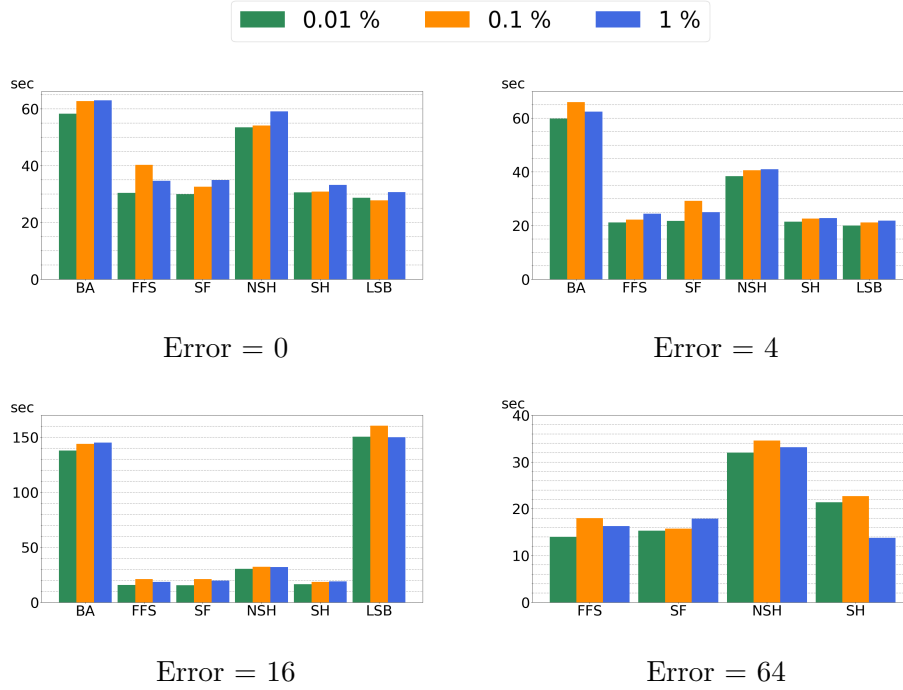 0.01 % 0.1 % 1 %
sec sec
60 60
40 40
20 20
0 0
BA FFS SF NSH SH LSB BA FFS SF NSH SH LSB
Error = 0 Error = 4
sec sec
150 40
100 30
50 20
0 10
0
BA FFS SF NSH SH LSB FFS SF NSH SH
Error = 16 Error = 64